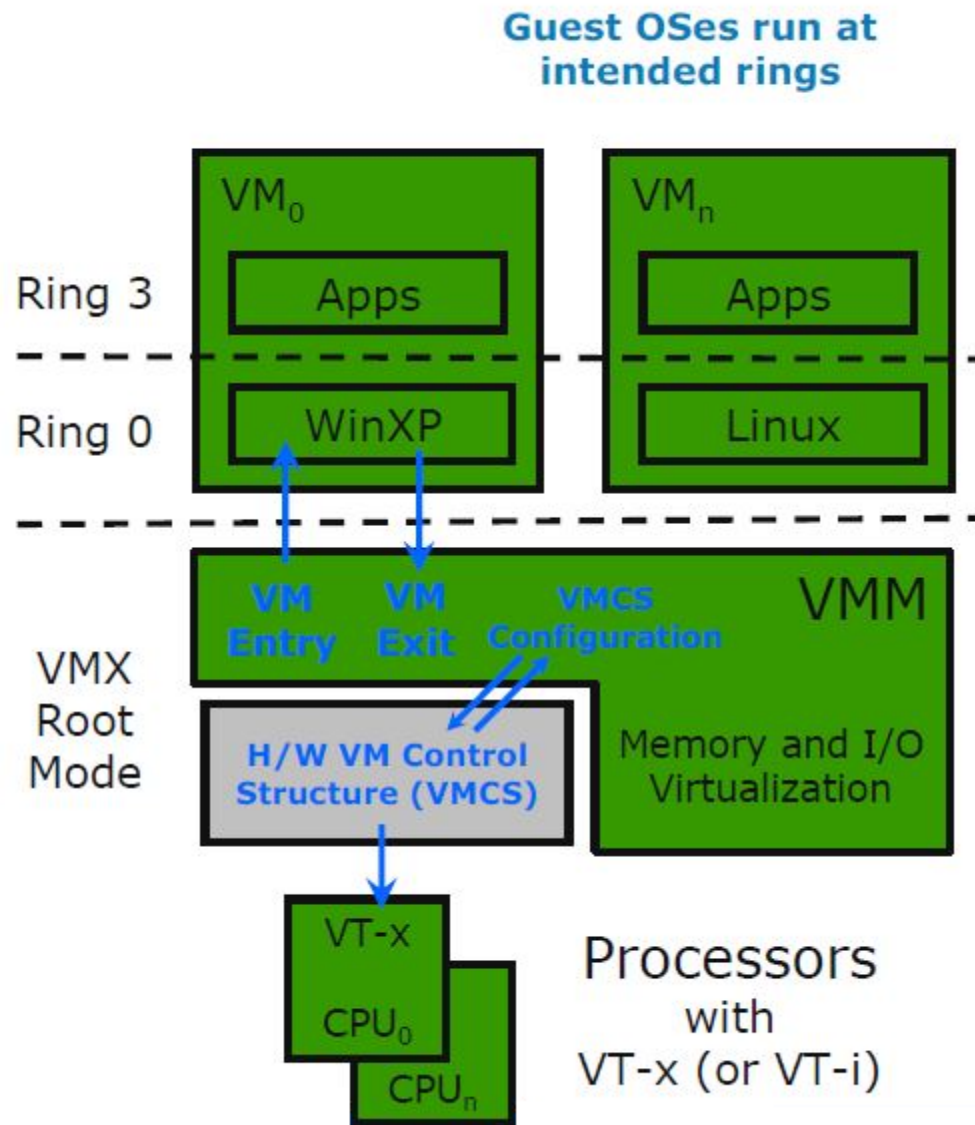 Guest OSes run at
intended rings
VM₀
VMₙ
Ring 3
Apps
Apps
Ring 0
WinXP
Linux
VM
Entry
VM
Exit
VMCS
Configuration
VMM
VMX
Root
Mode
H/W VM Control
Structure (VMCS)
Memory and I/O
Virtualization
VT-x
CPU₀
CPUₙ
Processors
with
VT-x (or VT-i)